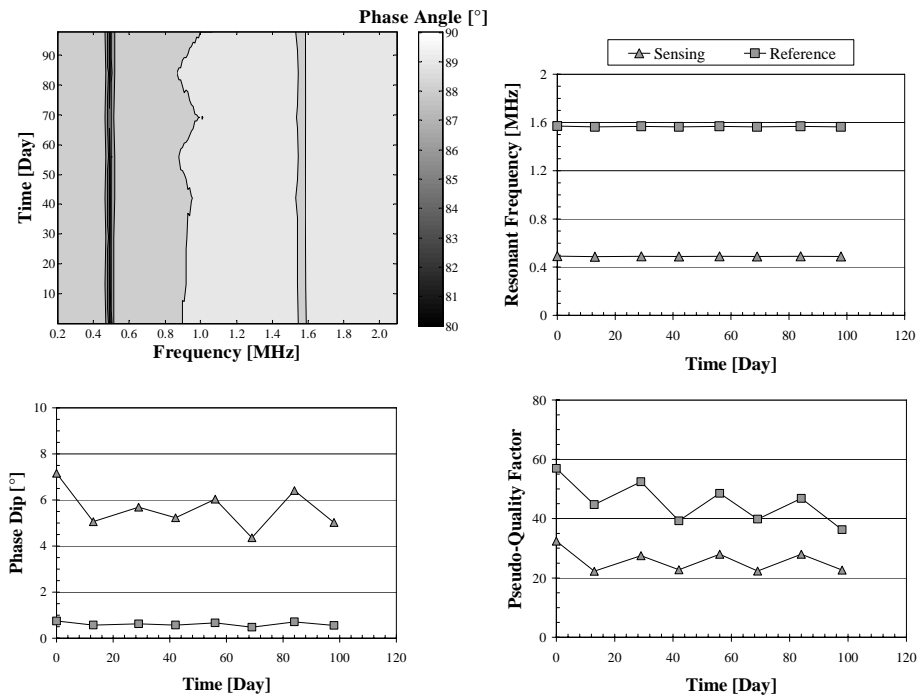 Phase Angle [°]
90
89
88
87
86
85
84
83
82
81
80
90
80
70
60
50
40
30
20
10
Time [Day]
0.2 0.4 0.6 0.8 1.0 1.2 1.4 1.6 1.8 2.0
Frequency [MHz]
Sensing Reference
2
1.6
1.2
0.8
0.4
0
Resonant Frequency [MHz]
0 20 40 60 80 100 120
Time [Day]
10
8
6
4
2
0
Phase Dip [°]
0 20 40 60 80 100 120
Time [Day]
80
60
40
20
0
Pseudo-Quality Factor
0 20 40 60 80 100 120
Time [Day]